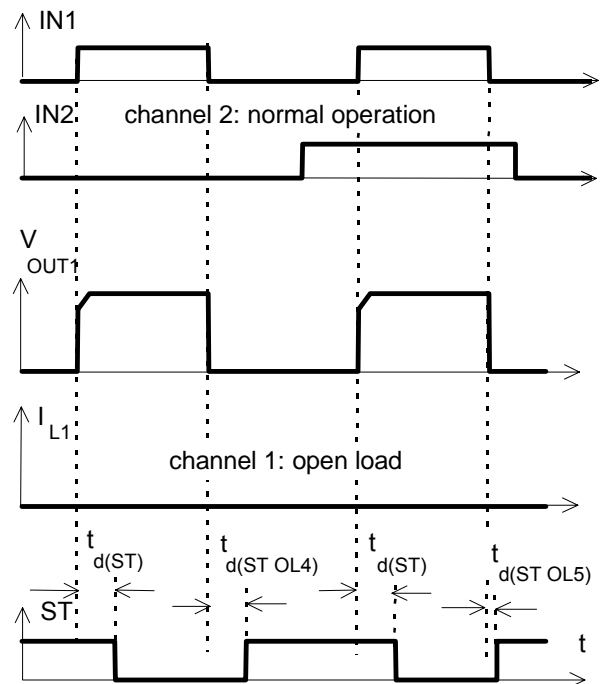 IN1
IN2
channel 2: normal operation
V
OUT1
I
L1
channel 1: open load
t
d(ST)
t
d(ST OL4)
t
d(ST)
t
d(ST OL5)
ST
t